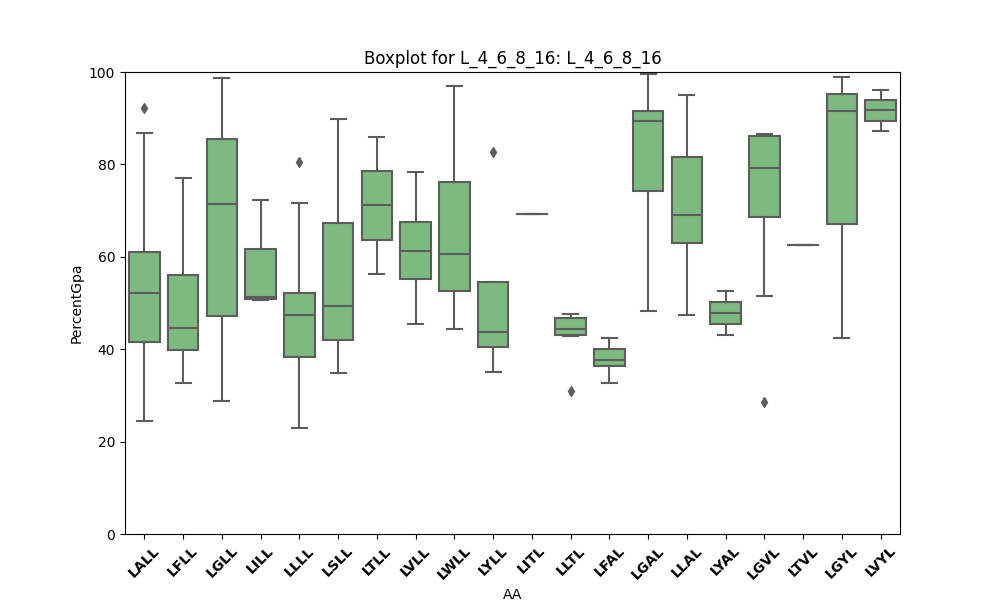 Boxplot for L_4_6_8_16: L_4_6_8_16
100
80
60
40
20
0
PercentGpa
LALL LFLL LGLL LILL LLLL LSLL LTLL LVLL LWLL LYLL LITL LLTL LFAL LGAL LLAL LYAL LGVL LTVL LGYL LVYL
AA